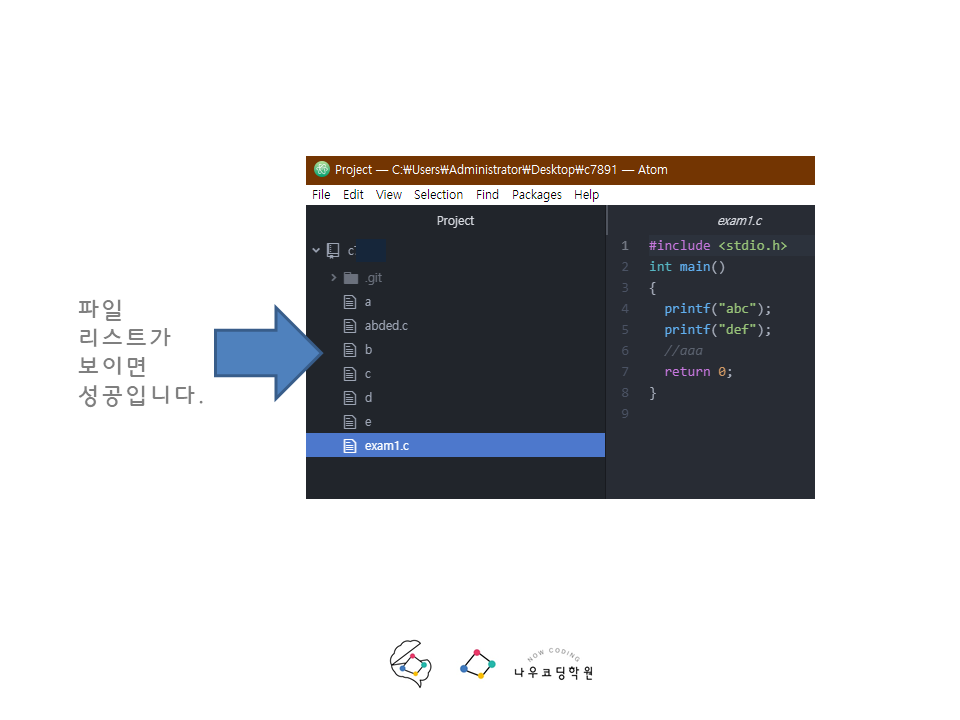 파일
리스트가
보이면
성공입니다.
Project — C:₩Users₩Administrator₩Desktop₩c7891 — Atom
File Edit View Selection Find Packages Help
Project
c
.git
a
abded.c
b
c
d
e
exam1.c
exam1.c
1 #include <stdio.h>
2 int main()
3 {
4 printf("abc");
5 printf("def");
6 //aaa
7 return 0;
8 }
9
NOW CODING
나우코딩학원